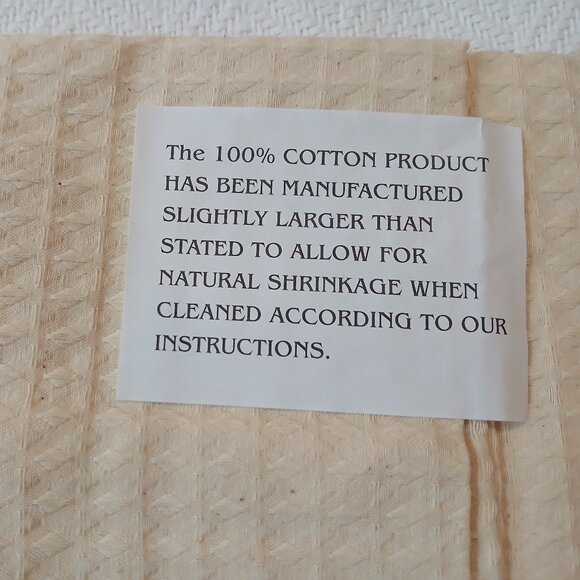 The 100% COTTON PRODUCT
HAS BEEN MANUFACTURED
SLIGHTLY LARGER THAN
STATED TO ALLOW FOR
NATURAL SHRINKAGE WHEN
CLEANED ACCORDING TO OUR
INSTRUCTIONS.